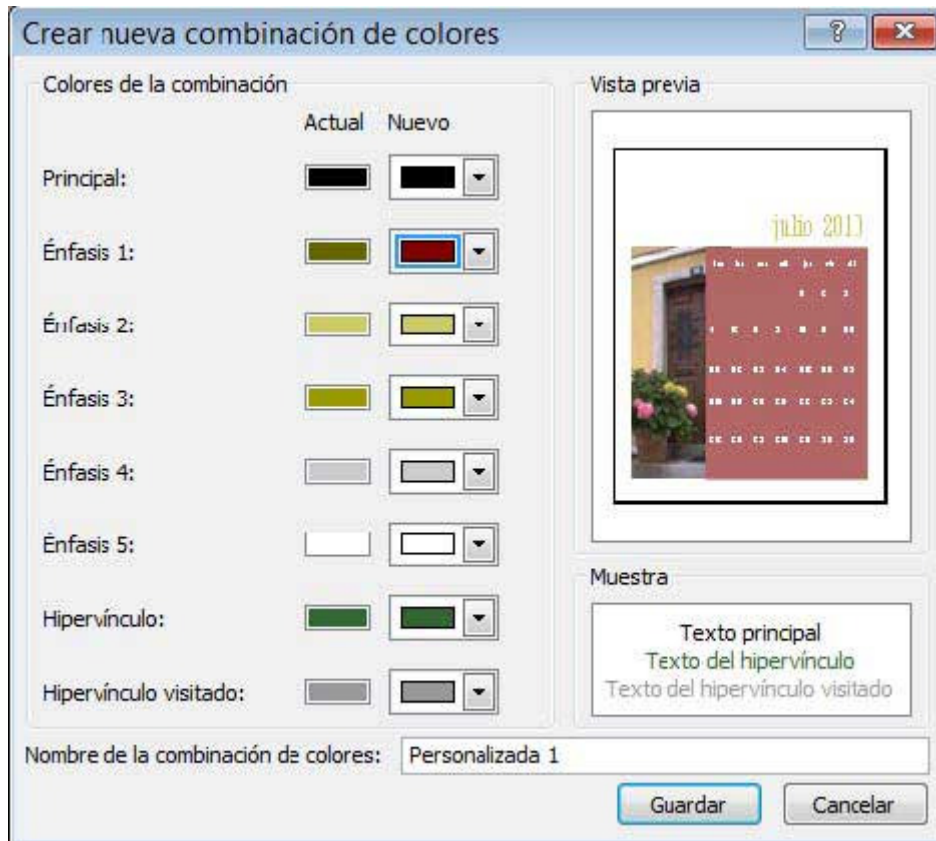 Crear nueva combinación de colores
Colores de la combinación
Actual Nuevo
Principal:
Énfasis 1:
Énfasis 2:
Énfasis 3:
Énfasis 4:
Énfasis 5:
Hipervínculo:
Hipervínculo visitado:
Vista previa
julio 2013
Muestra
Texto principal
Texto del hipervínculo
Texto del hipervínculo visitado
Nombre de la combinación de colores: Personalizada 1
Guardar Cancelar